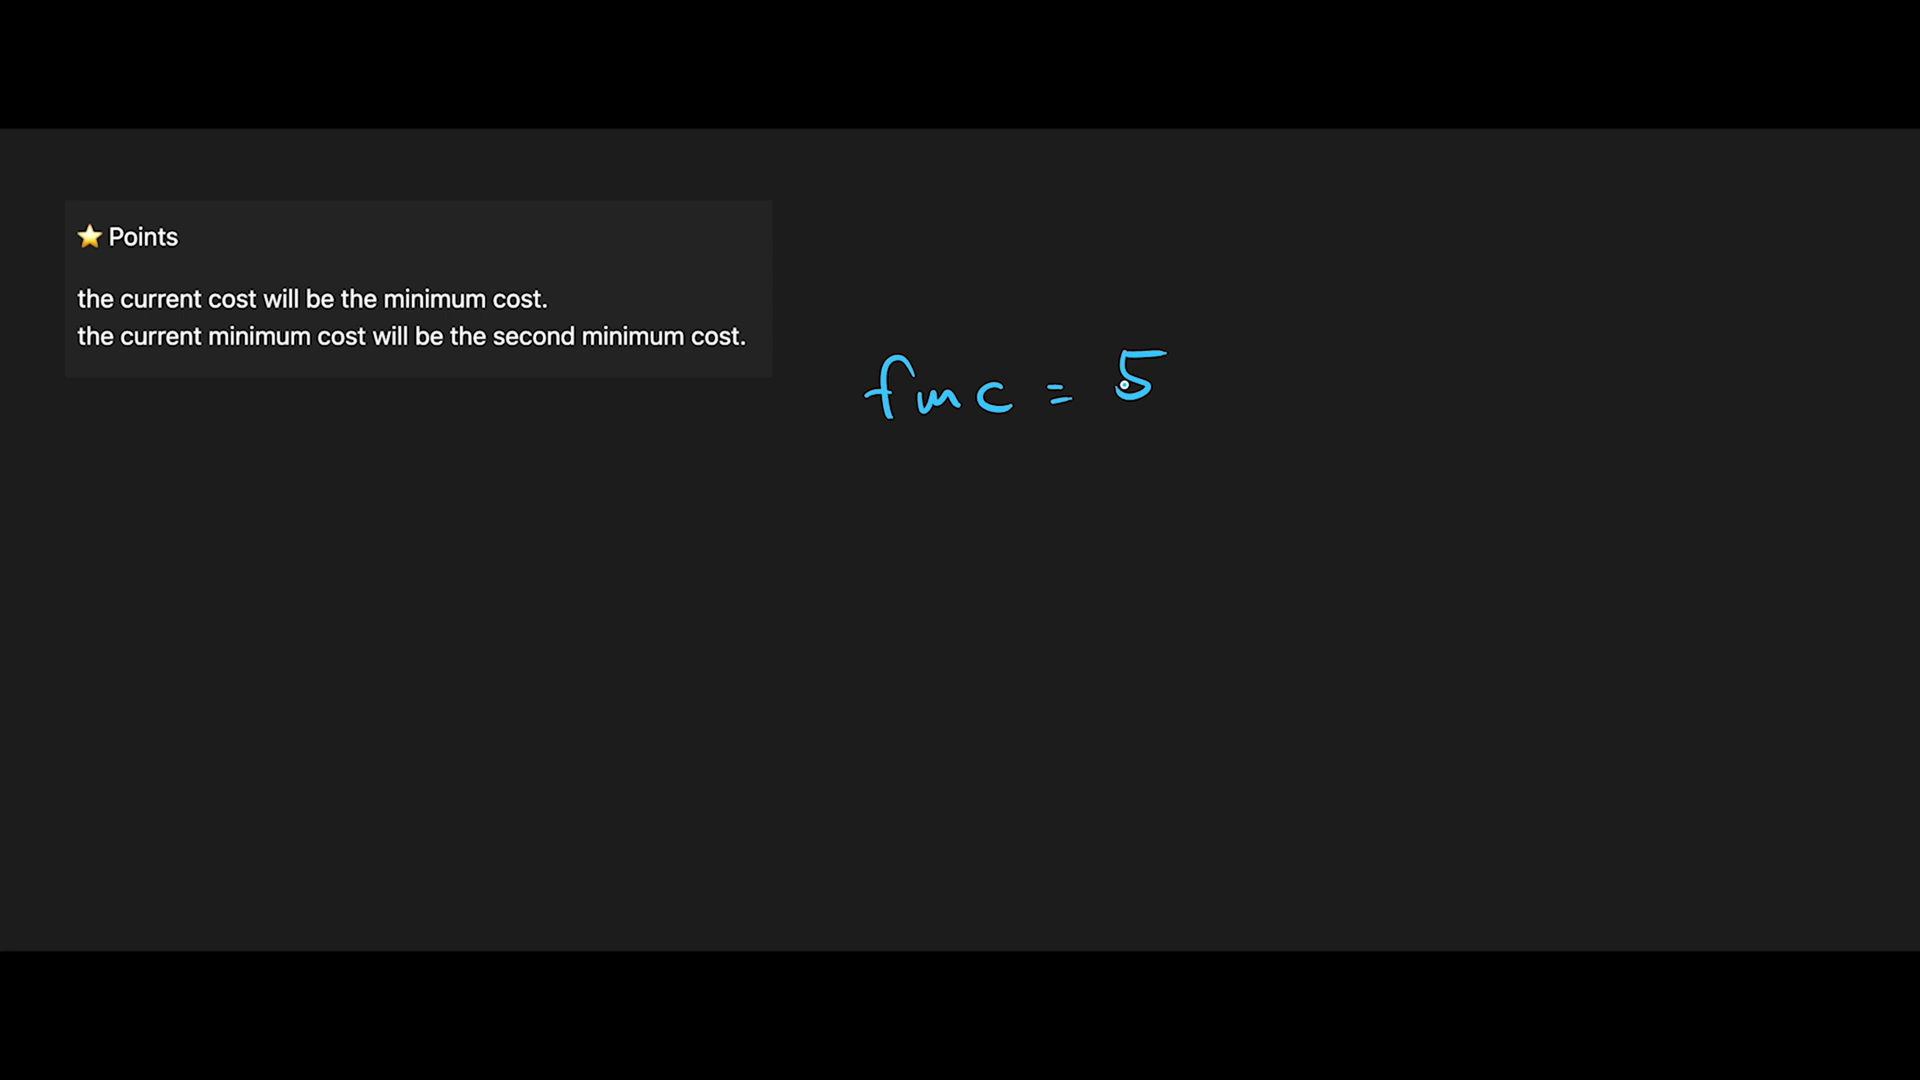 ⭐ Points
the current cost will be the minimum cost.
the current minimum cost will be the second minimum cost.
fmc = 5